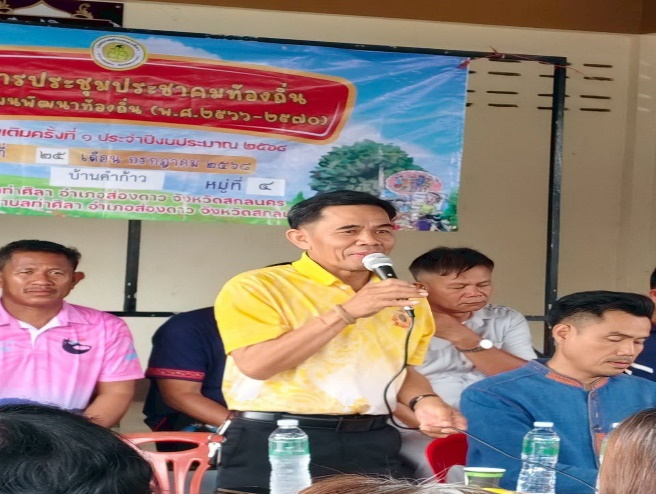 การประชุมประชาคมท้องถิ่น
แผนพัฒนาท้องถิ่น (พ.ศ.๒๕๖๖-๒๕๗๐)
เติมครั้งที่ ๑ ประจำปีงบประมาณ ๒๕๖๘
ที่ ๒๕ เดือน กรกฎาคม ๒๕๖๘
บ้านคำก้าว หมู่ที่ ๔
ท่าศิลา อำเภอส่องดาว จังหวัดสกลนคร
บลท่าศิลา อำเภอส่องดาว จังหวัดสกลน